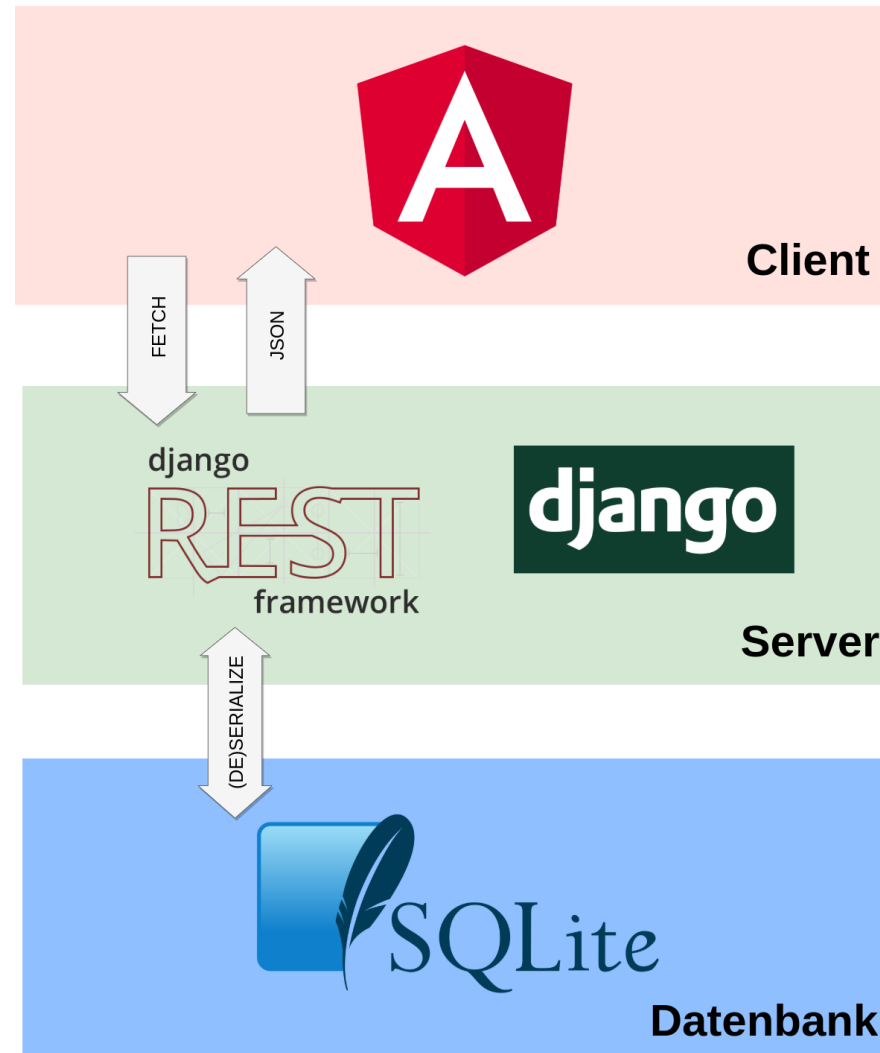 A
Client
FETCH
JSON
django
REST
framework
django
Server
(DE)SERIALIZE
SQLite
Datenbank